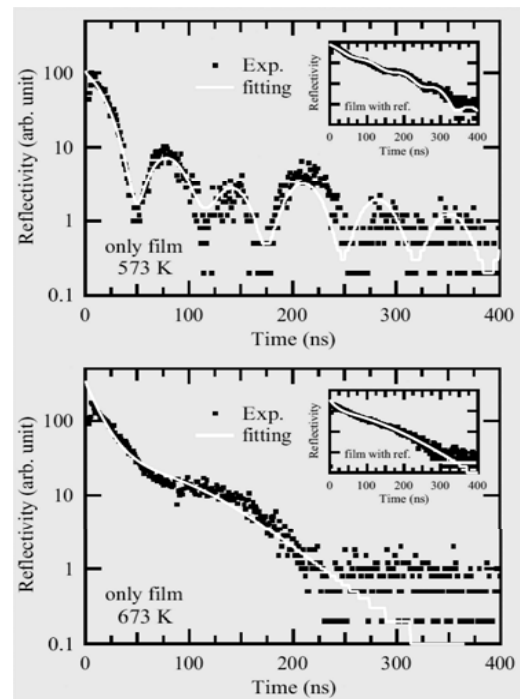 Reflectivity (arb. unit)
100
10
1
0.1
Exp.
fitting
only film
573 K
Reflectivity
film with ref.
0 100 200 300 400
Time (ns)
0 100 200 300 400
Time (ns)
Reflectivity (arb. unit)
100
10
1
0.1
Exp.
fitting
only film
673 K
Reflectivity
film with ref.
0 100 200 300 400
Time (ns)
0 100 200 300 400
Time (ns)